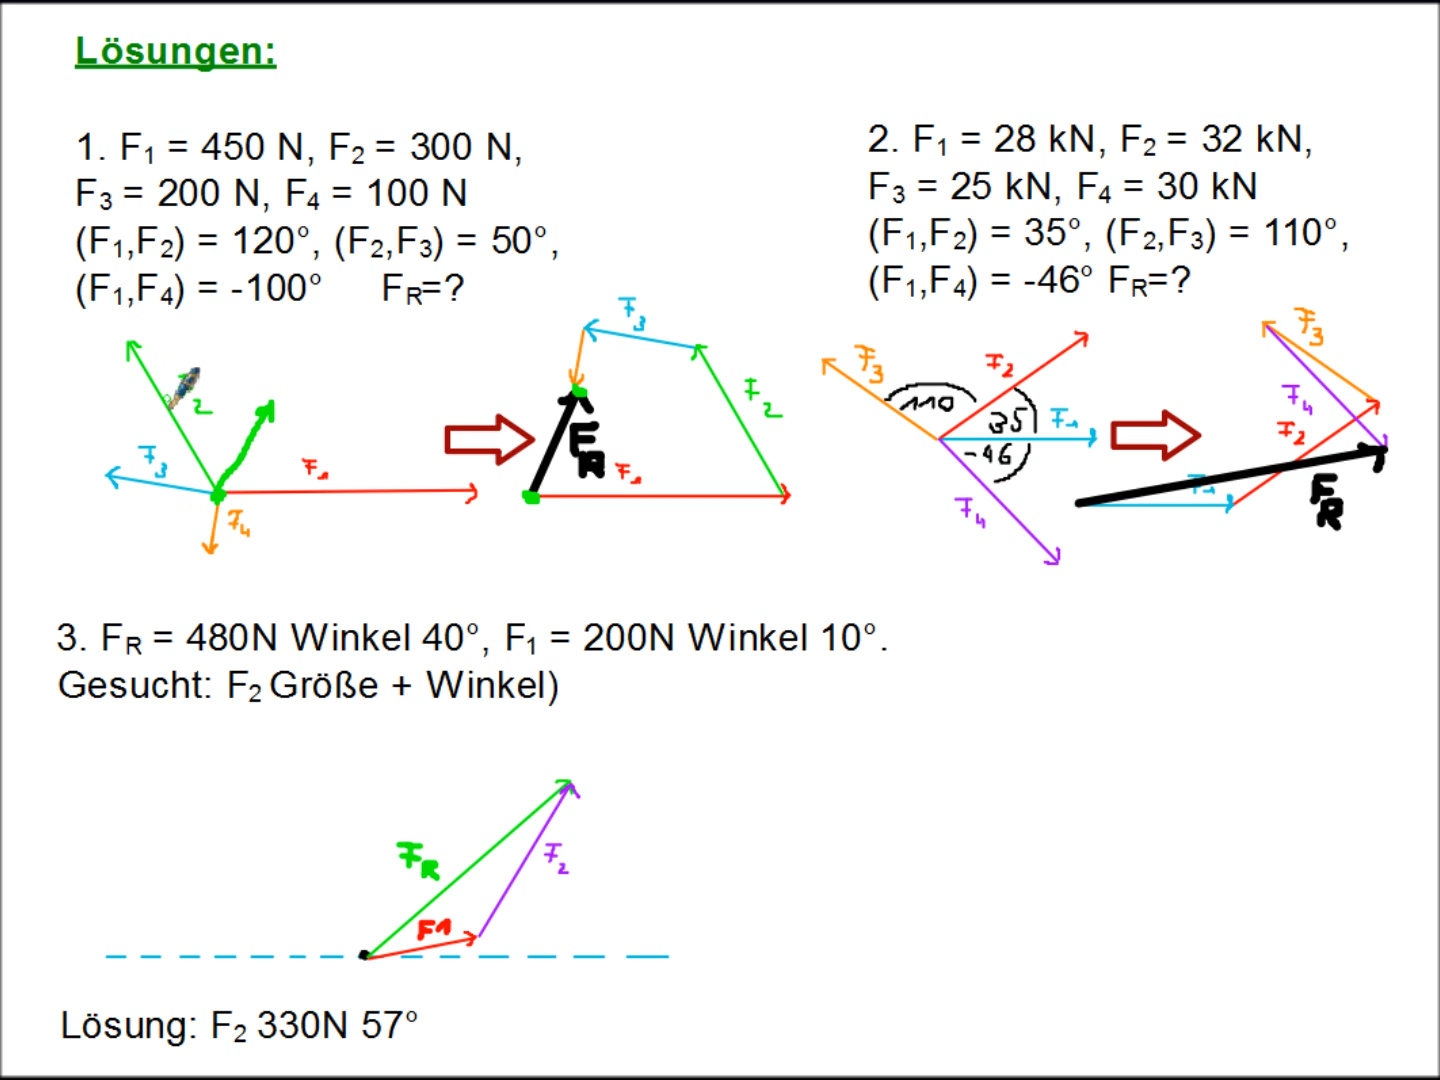 Lösungen:
1. F₁ = 450 N, F₂ = 300 N,
F₃ = 200 N, F₄ = 100 N
(F₁,F₂) = 120°, (F₂,F₃) = 50°,
(F₁,F₄) = -100° F_R=?
2
F₃
F₁
F₄
F₃
F₂
F_R
F₁
2. F₁ = 28 kN, F₂ = 32 kN,
F₃ = 25 kN, F₄ = 30 kN
(F₁,F₂) = 35°, (F₂,F₃) = 110°,
(F₁,F₄) = -46° F_R=?
F₃
F₂
110
35
F₁
-46
F₄
F₃
F₄
F₂
F₁
F_R
3. F_R = 480N Winkel 40°, F₁ = 200N Winkel 10°.
Gesucht: F₂ Größe + Winkel)
F_R
F₂
F1
Lösung: F₂ 330N 57°